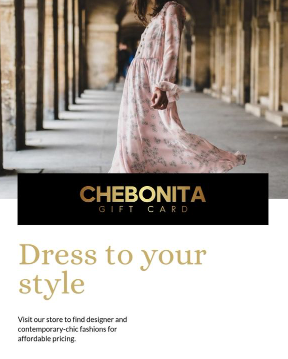 CHEBONITA
GIFT CARD
Dress to your
style
Visit our store to find designer and
contemporary-chic fashions for
affordable pricing.